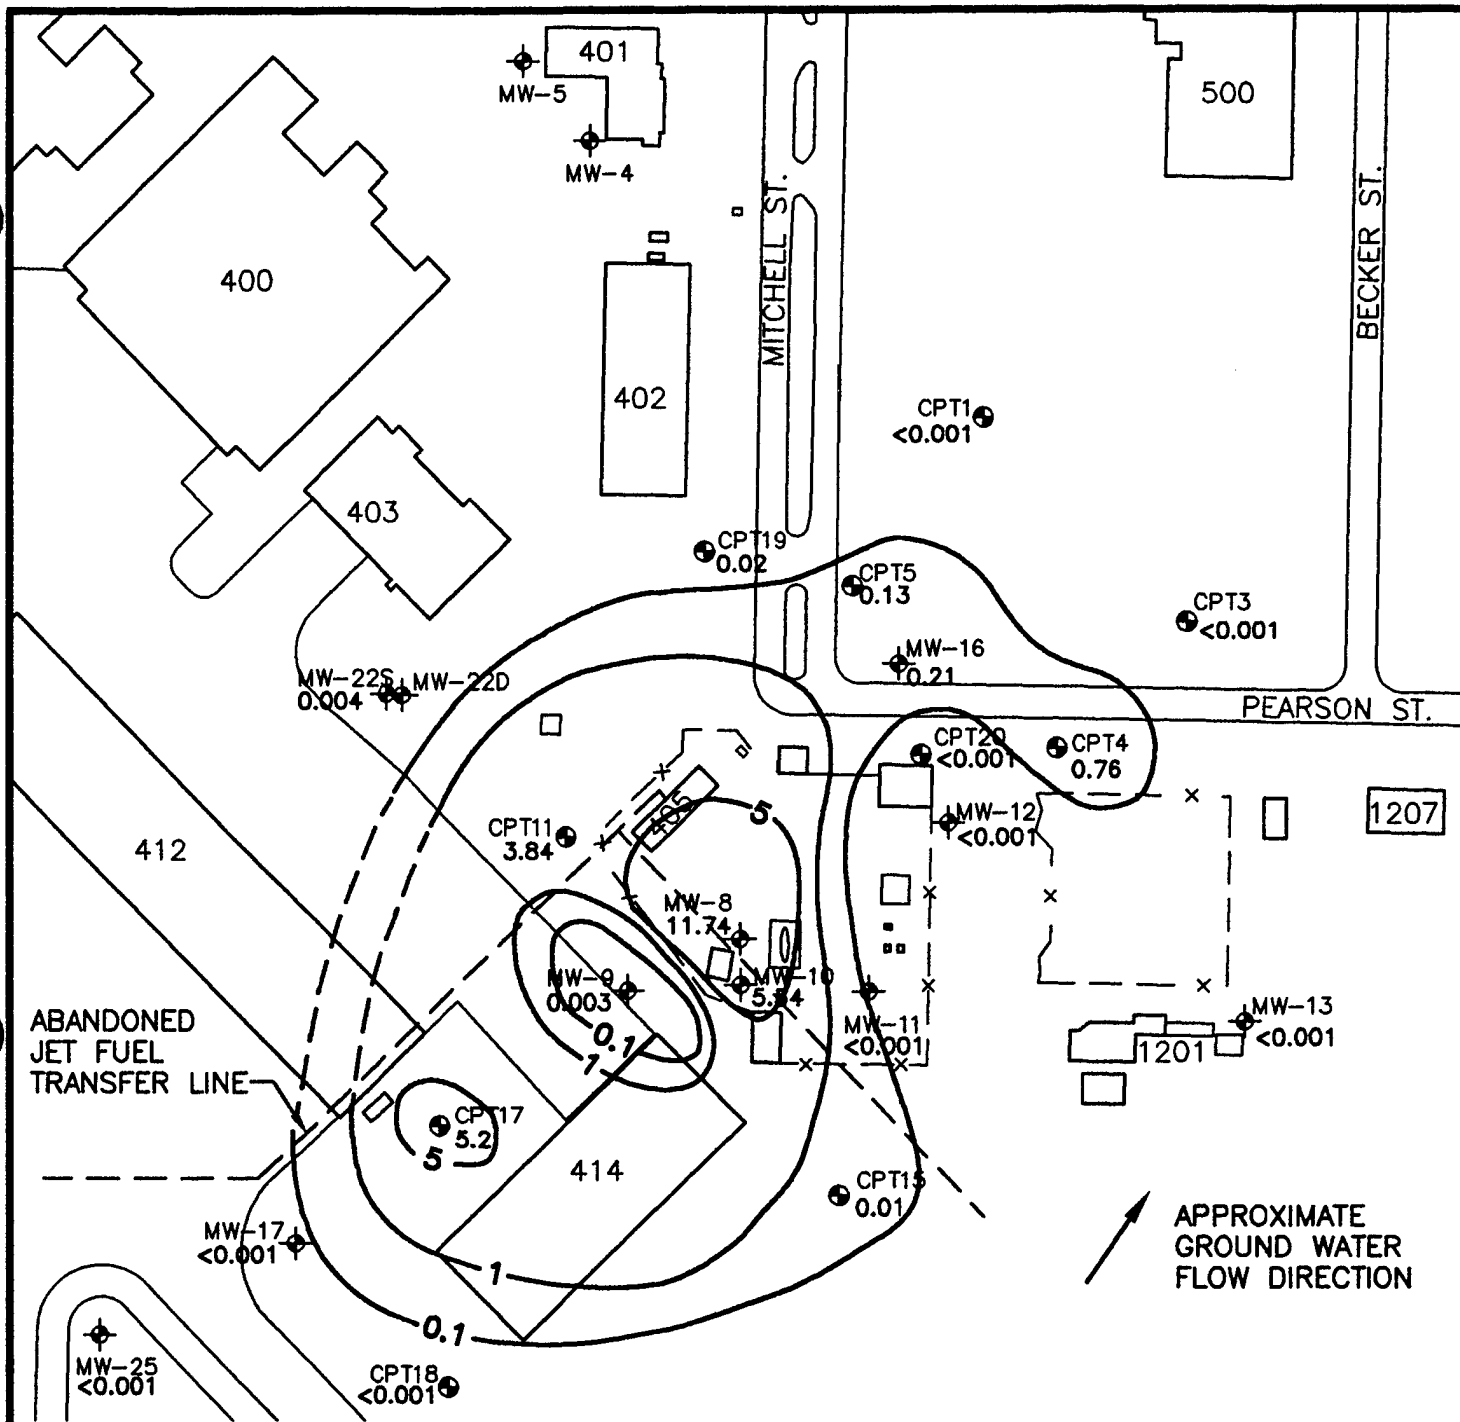 401
MW-5
500
MW-4
MITCHELL ST.
BECKER ST.
400
402
CPT1
<0.001
403
CPT19
0.02
CPT5
0.13
CPT3
<0.001
MW-16
0.21
MW-22S
0.004
MW-22D
PEARSON ST.
CPT20
<0.001
CPT4
0.76
405
5
MW-12
<0.001
1207
CPT11
3.84
412
MW-8
11.74
MW-9
0.003
MW-10
5.54
MW-11
<0.001
MW-13
<0.001
ABANDONED
JET FUEL
TRANSFER LINE
0.1
1
1201
CPT17
5.2
5
414
CPT15
0.01
APPROXIMATE
GROUND WATER
FLOW DIRECTION
MW-17
<0.001
1
0.1
MW-25
<0.001
CPT18
<0.001